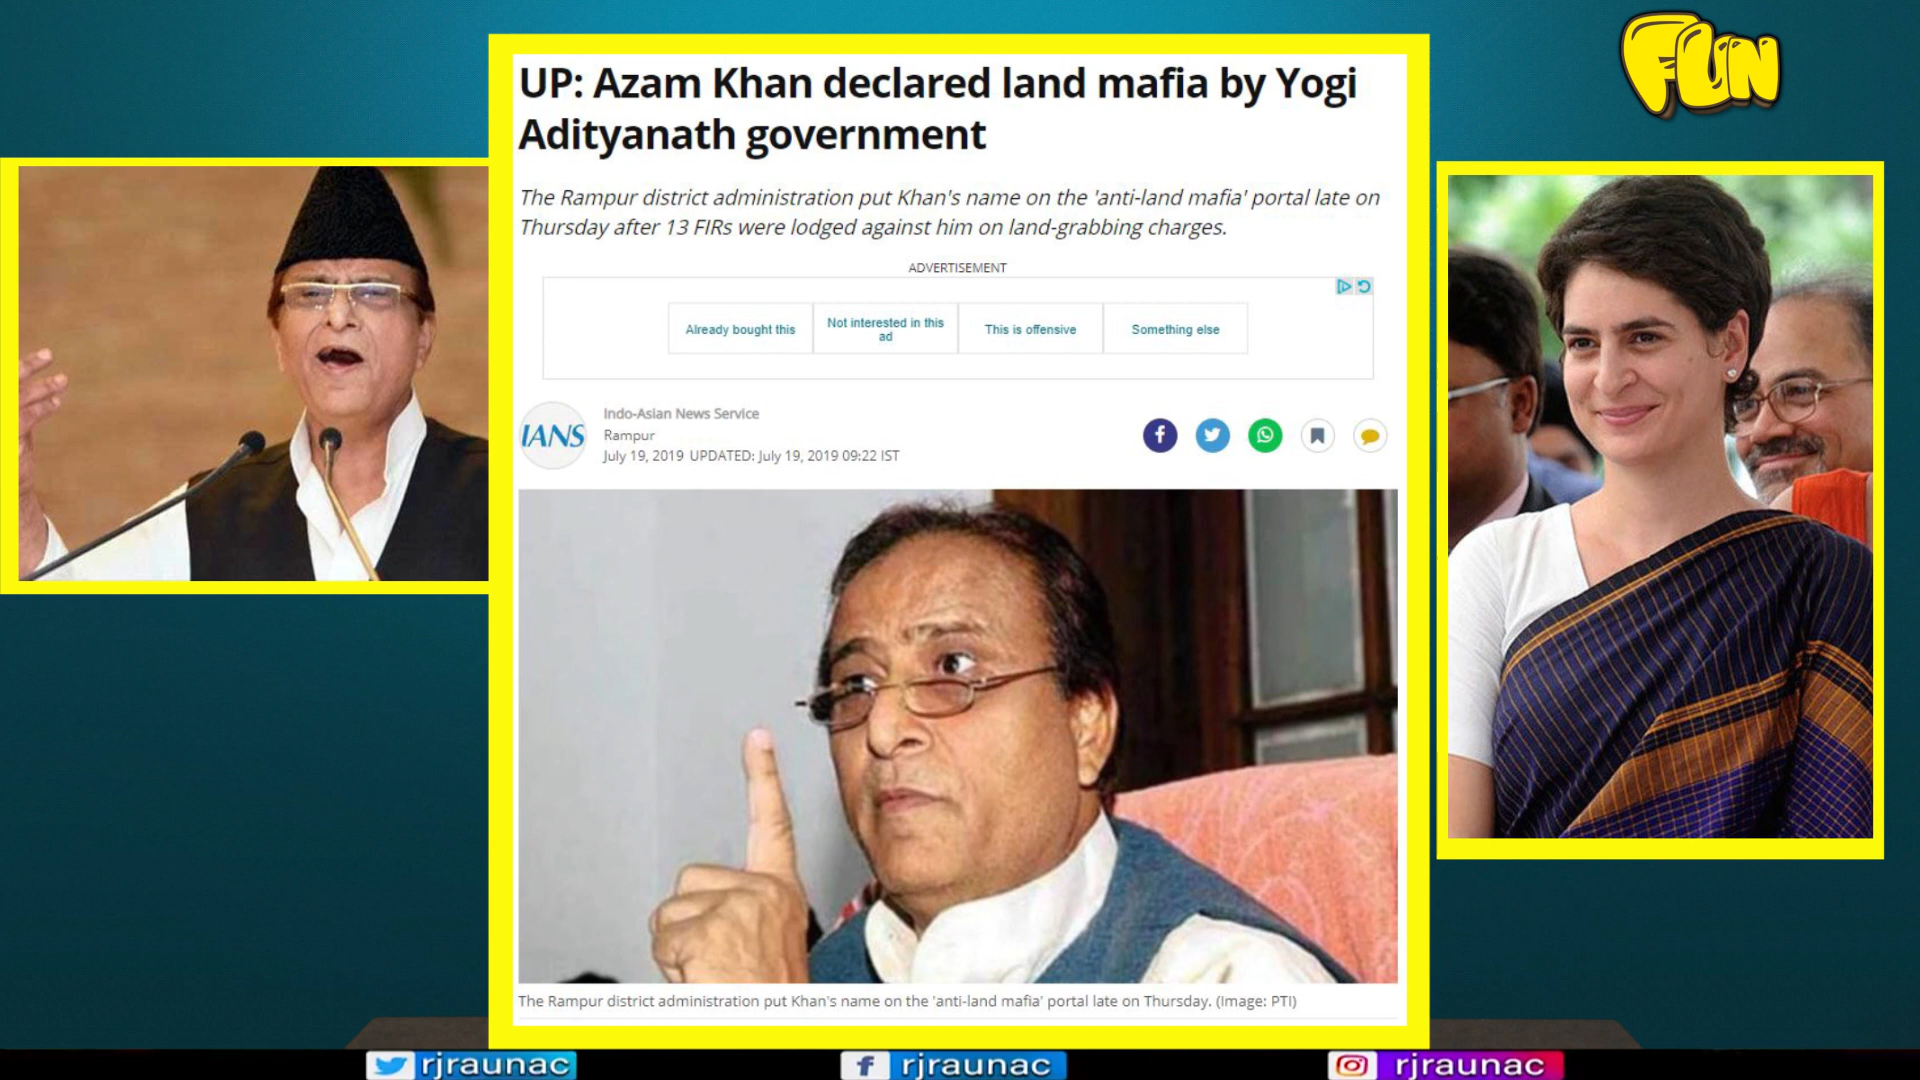 FUN
UP: Azam Khan declared land mafia by Yogi
Adityanath government
The Rampur district administration put Khan's name on the 'anti-land mafia' portal late on
Thursday after 13 FIRs were lodged against him on land-grabbing charges.
ADVERTISEMENT
Already bought this
Not interested in this
ad
This is offensive
Something else
IANS
Indo-Asian News Service
Rampur
July 19, 2019 UPDATED: July 19, 2019 09:22 IST
The Rampur district administration put Khan's name on the 'anti-land mafia' portal late on Thursday. (Image: PTI)
rjraunac
rjraunac
rjraunac